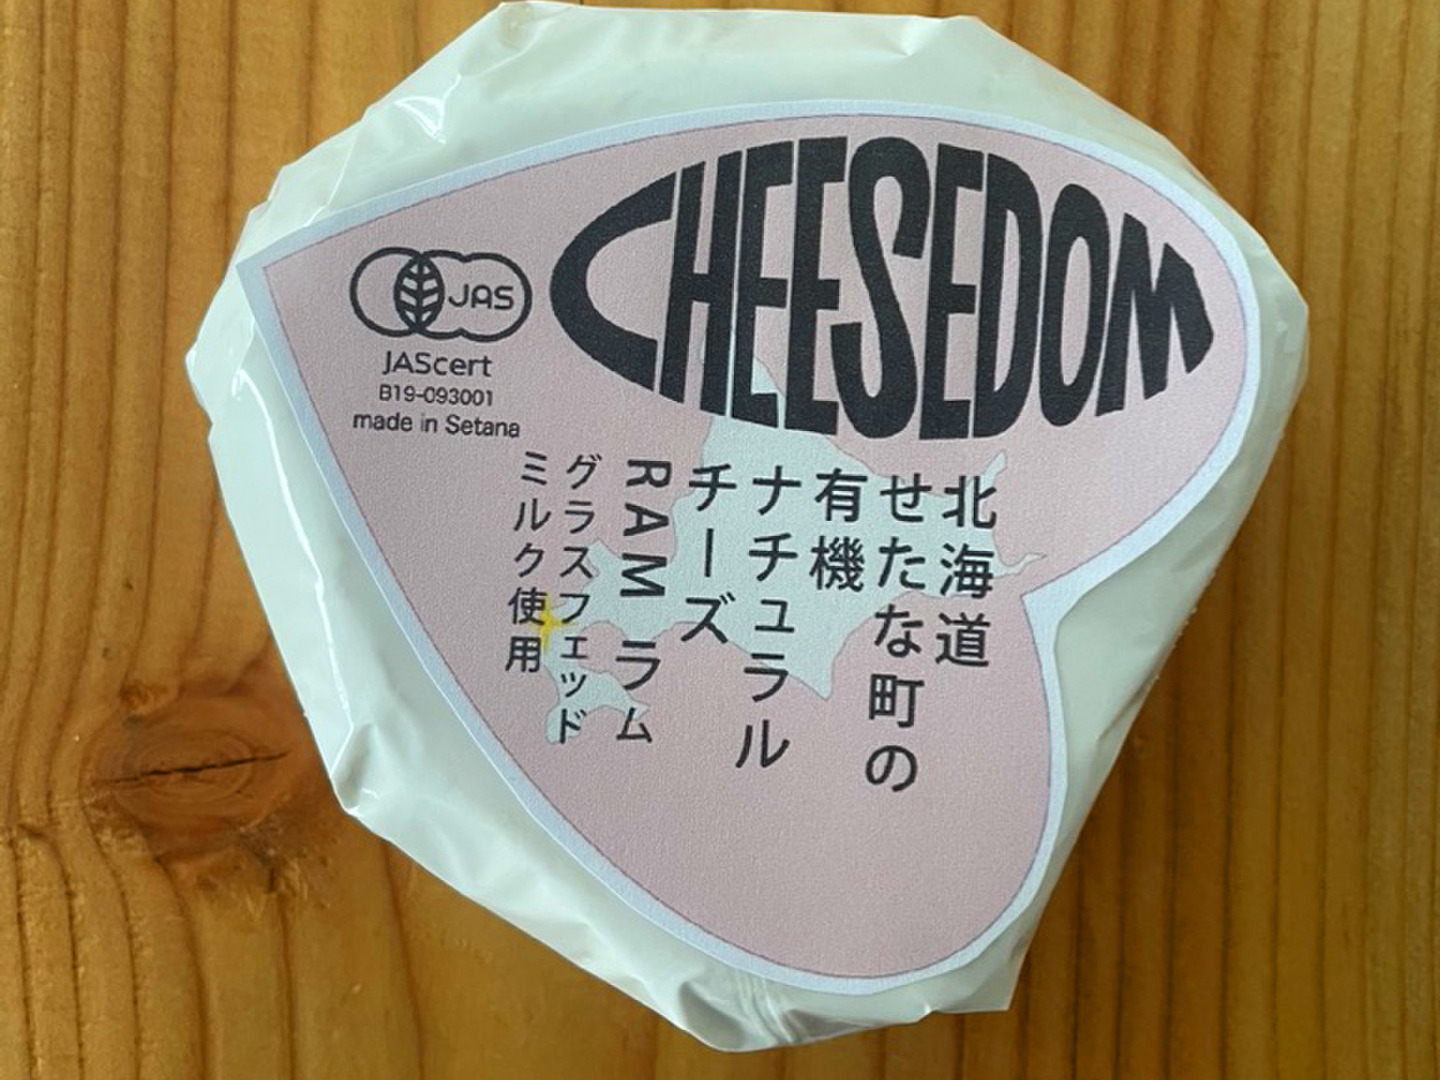 CHEESEDOM
JAS
JAScert
B19-093001
made in Setana
北海道
せたな町の
有機
ナチュラル
チーズ
RAM ラム
グラスフェッド
ミルク使用